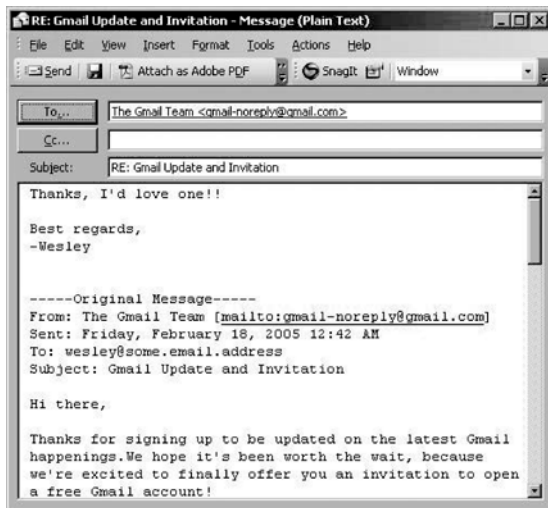 RE: Gmail Update and Invitation - Message (Plain Text)
File Edit View Insert Format Tools Actions Help
Send Attach as Adobe PDF SnagIt Window
To... The Gmail Team <gmail-noreply@gmail.com>
Cc...
Subject: RE: Gmail Update and Invitation
Thanks, I'd love one!!
Best regards,
-Wesley
-----Original Message-----
From: The Gmail Team [mailto:gmail-noreply@gmail.com]
Sent: Friday, February 18, 2005 12:42 AM
To: wesley@some.email.address
Subject: Gmail Update and Invitation
Hi there,
Thanks for signing up to be updated on the latest Gmail
happenings.We hope it's been worth the wait, because
we're excited to finally offer you an invitation to open
a free Gmail account!